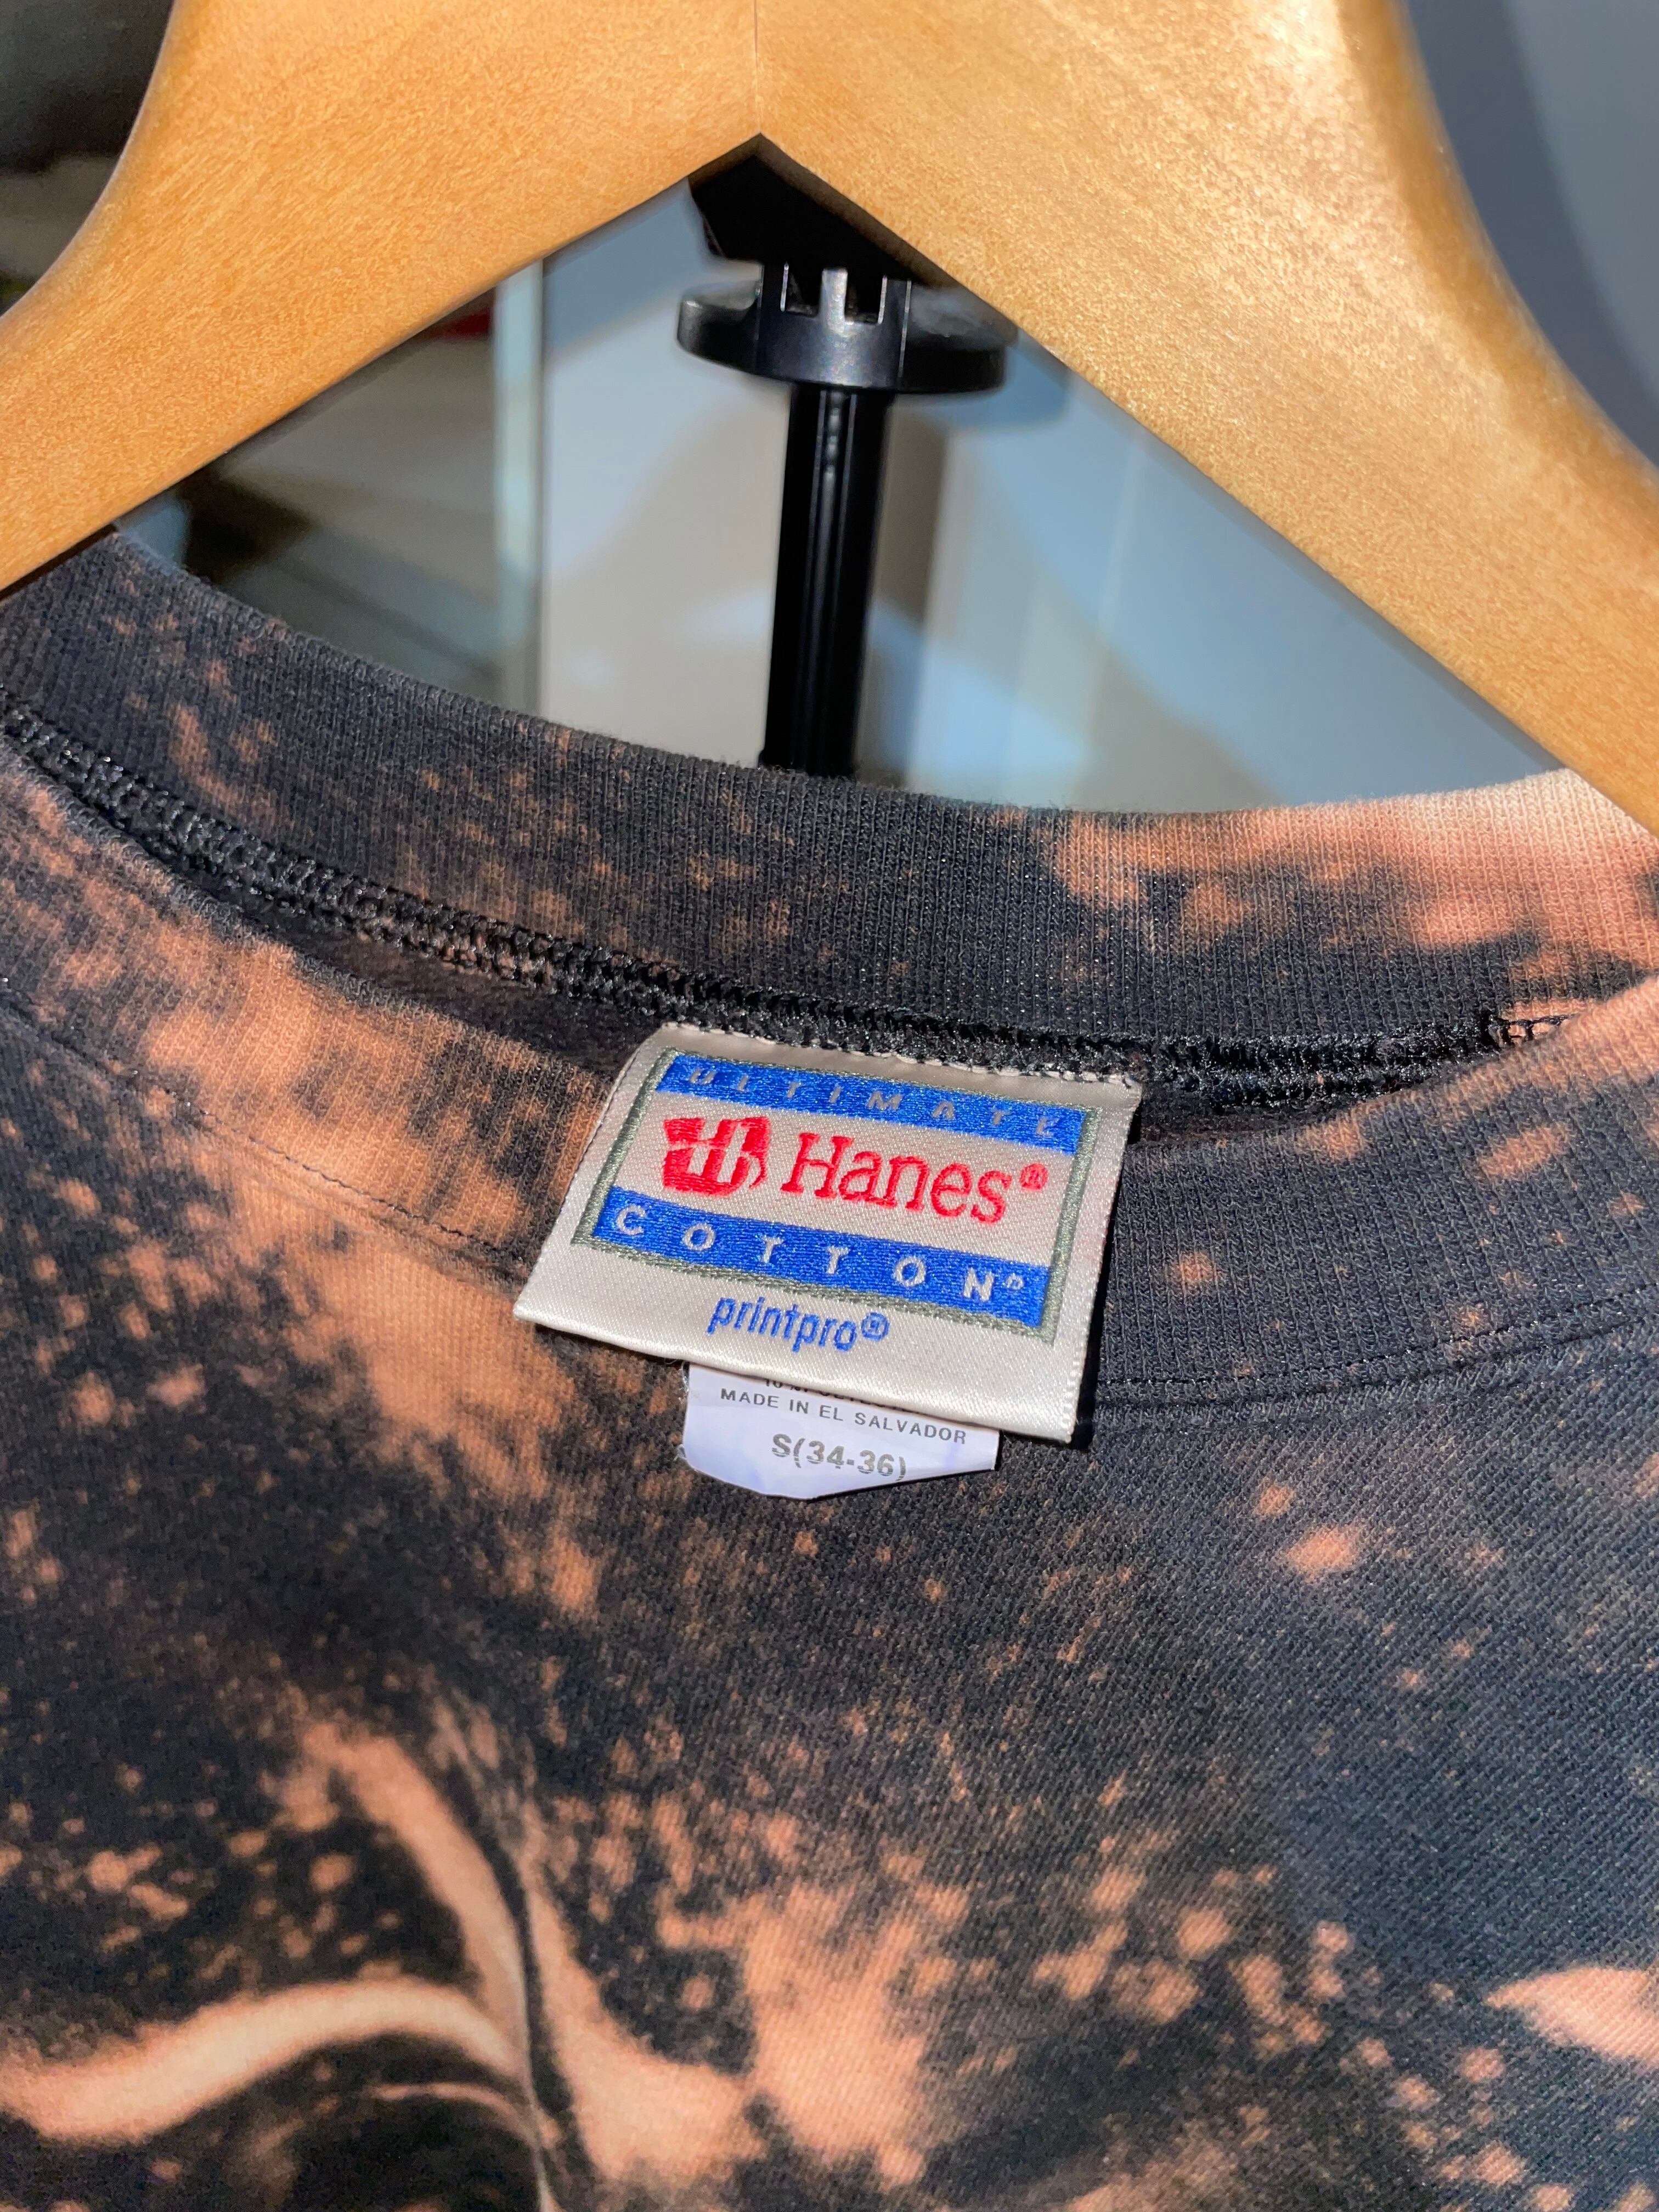 ULTIMATE
Hanes®
COTTON®
printpro®
MADE IN EL SALVADOR
S(34-36)